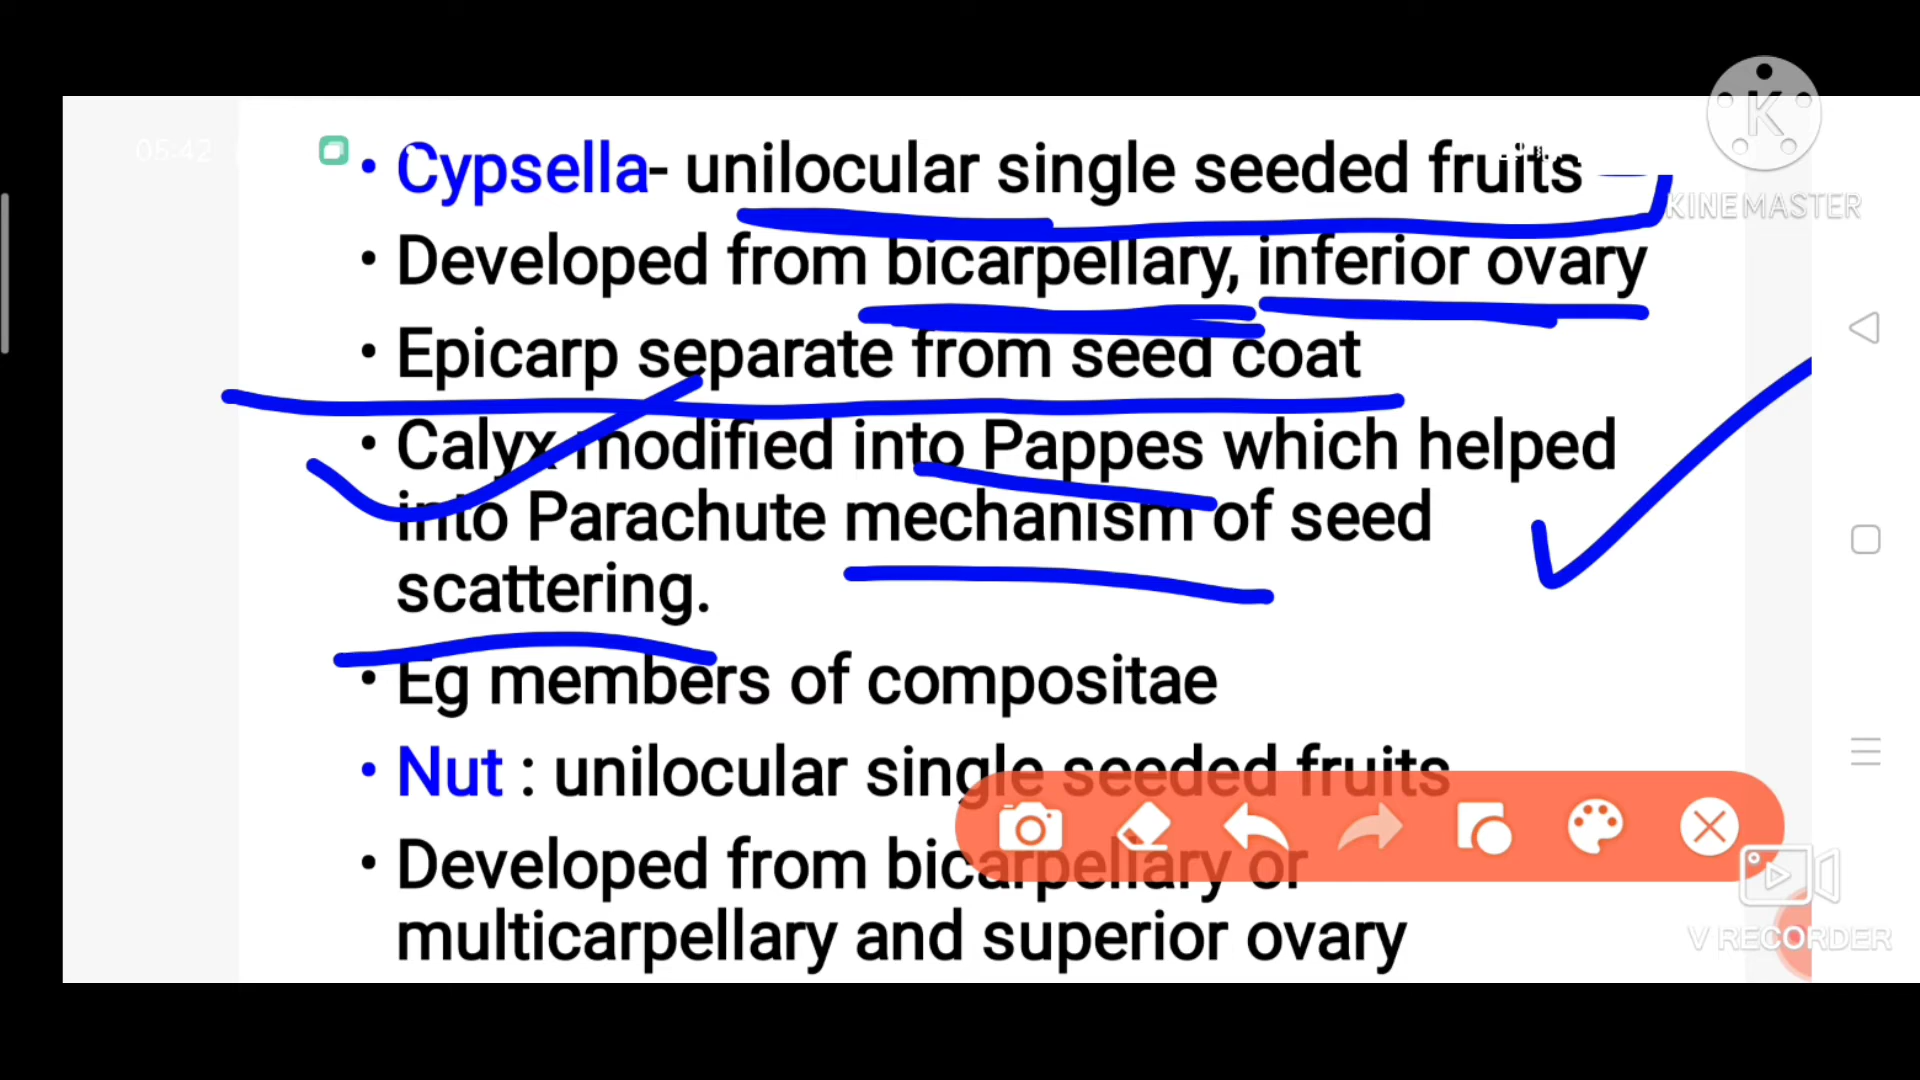 05:42
KINEMASTER
• Cypsella- unilocular single seeded fruits
• Developed from bicarpellary, inferior ovary
• Epicarp separate from seed coat
• Calyx modified into Pappes which helped
into Parachute mechanism of seed
scattering.
• Eg members of compositae
• Nut : unilocular single seeded fruits
• Developed from bicarpellary or
multicarpellary and superior ovary
V RECORDER